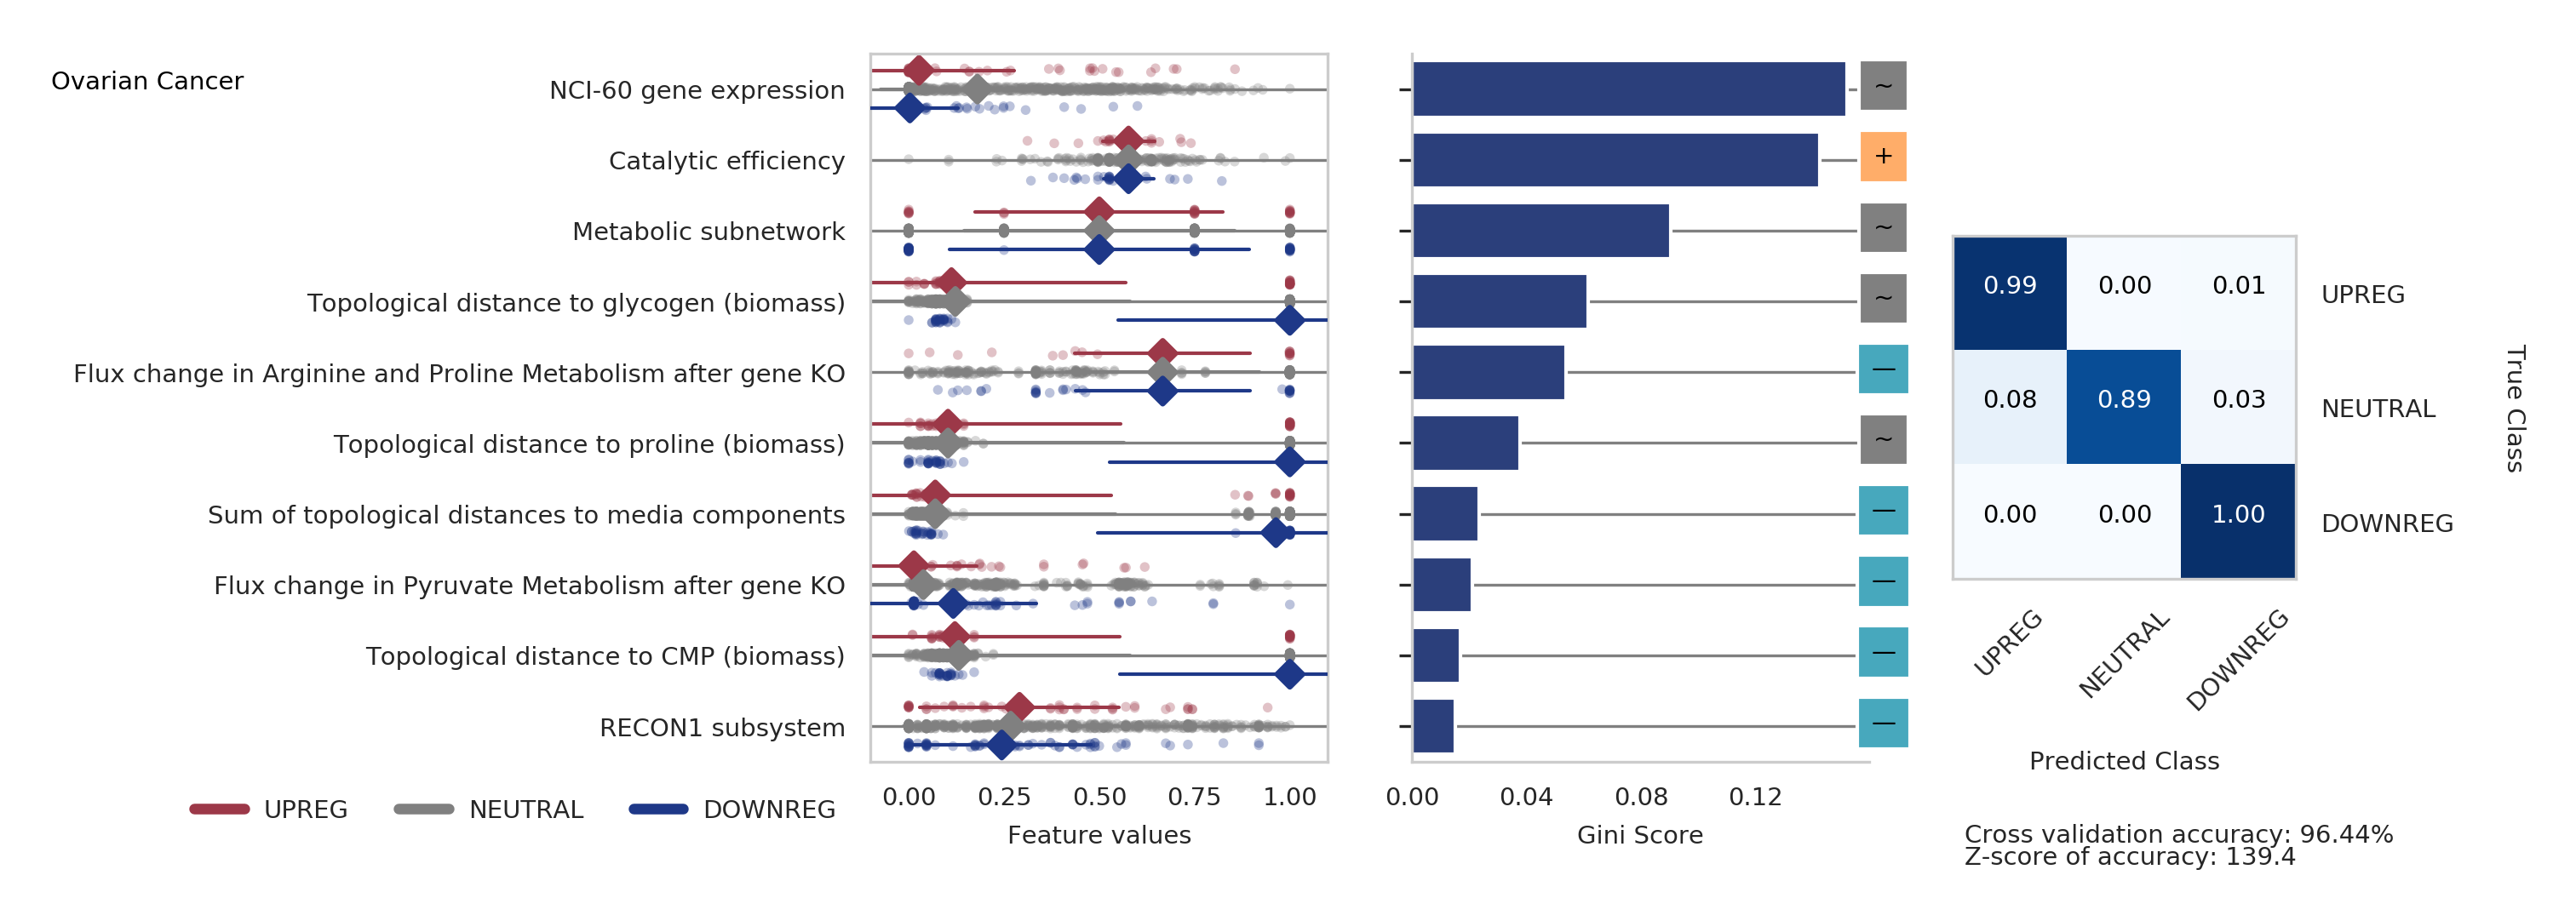 Ovarian Cancer
NCI-60 gene expression
Catalytic efficiency
Metabolic subnetwork
Topological distance to glycogen (biomass)
Flux change in Arginine and Proline Metabolism after gene KO
Topological distance to proline (biomass)
Sum of topological distances to media components
Flux change in Pyruvate Metabolism after gene KO
Topological distance to CMP (biomass)
RECON1 subsystem
UPREG NEUTRAL DOWNREG
0.00 0.25 0.50 0.75 1.00
Feature values
~
+
~
~
—
~
—
—
—
—
0.00 0.04 0.08 0.12
Gini Score
0.99 0.00 0.01 UPREG
0.08 0.89 0.03 NEUTRAL
0.00 0.00 1.00 DOWNREG
True Class
UPREG NEUTRAL DOWNREG
Predicted Class
Cross validation accuracy: 96.44%
Z-score of accuracy: 139.4